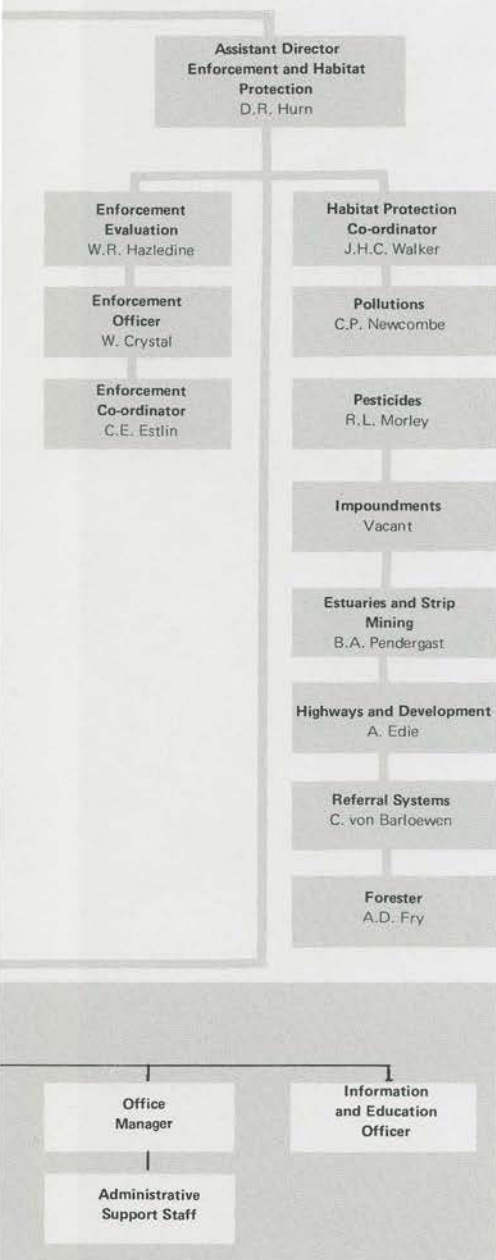 Assistant Director
Enforcement and Habitat
Protection
D.R. Hurn
Enforcement
Evaluation
W.R. Hazledine
Enforcement
Officer
W. Crystal
Enforcement
Co-ordinator
C.E. Estlin
Habitat Protection
Co-ordinator
J.H.C. Walker
Pollutions
C.P. Newcombe
Pesticides
R.L. Morley
Impoundments
Vacant
Estuaries and Strip
Mining
B.A. Pendergast
Highways and Development
A. Edie
Referral Systems
C. von Barloewen
Forester
A.D. Fry
Office
Manager
Administrative
Support Staff
Information
and Education
Officer